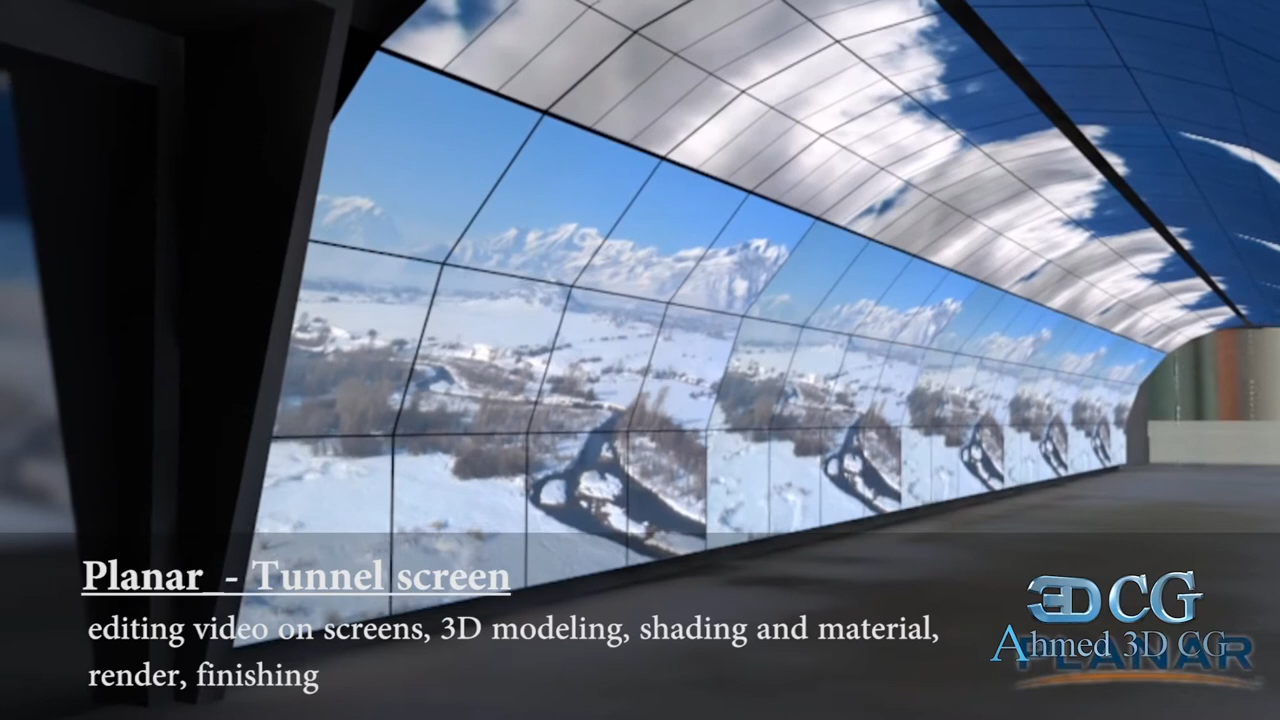 Planar - Tunnel screen
editing video on screens, 3D modeling, shading and material,
render, finishing
3D CG
Ahmed 3D CG
PLANAR